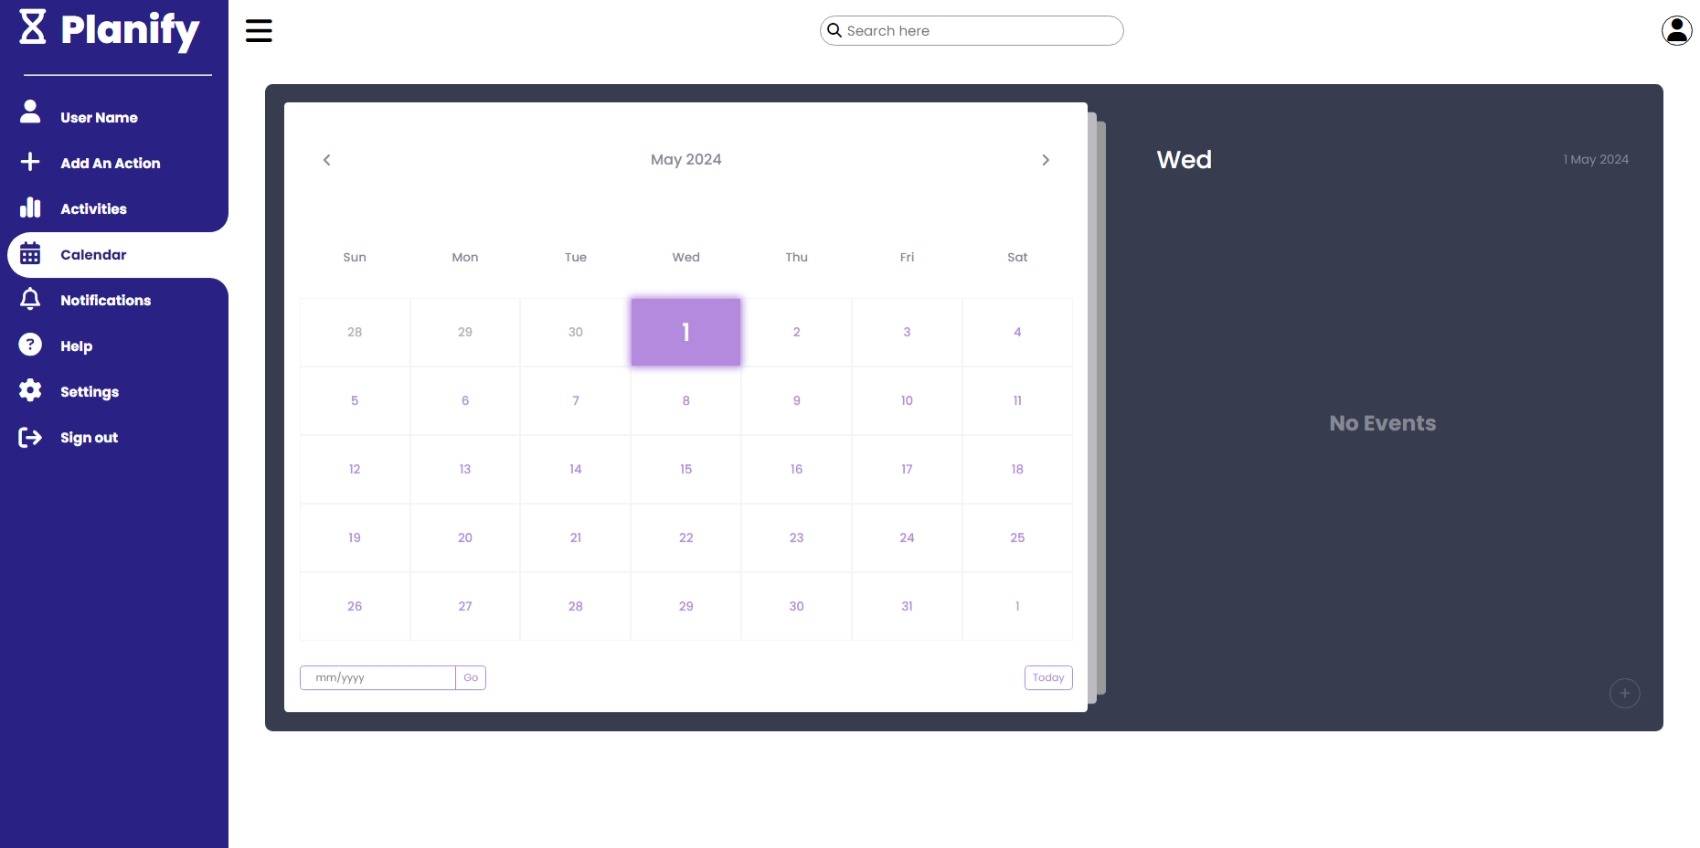 Planify
User Name
Add An Action
Activities
Calendar
Notifications
Help
Settings
Sign out
Search here
May 2024
Sun Mon Tue Wed Thu Fri Sat
28 29 30 1 2 3 4
5 6 7 8 9 10 11
12 13 14 15 16 17 18
19 20 21 22 23 24 25
26 27 28 29 30 31 1
mm/yyyy Go Today
Wed 1 May 2024
No Events